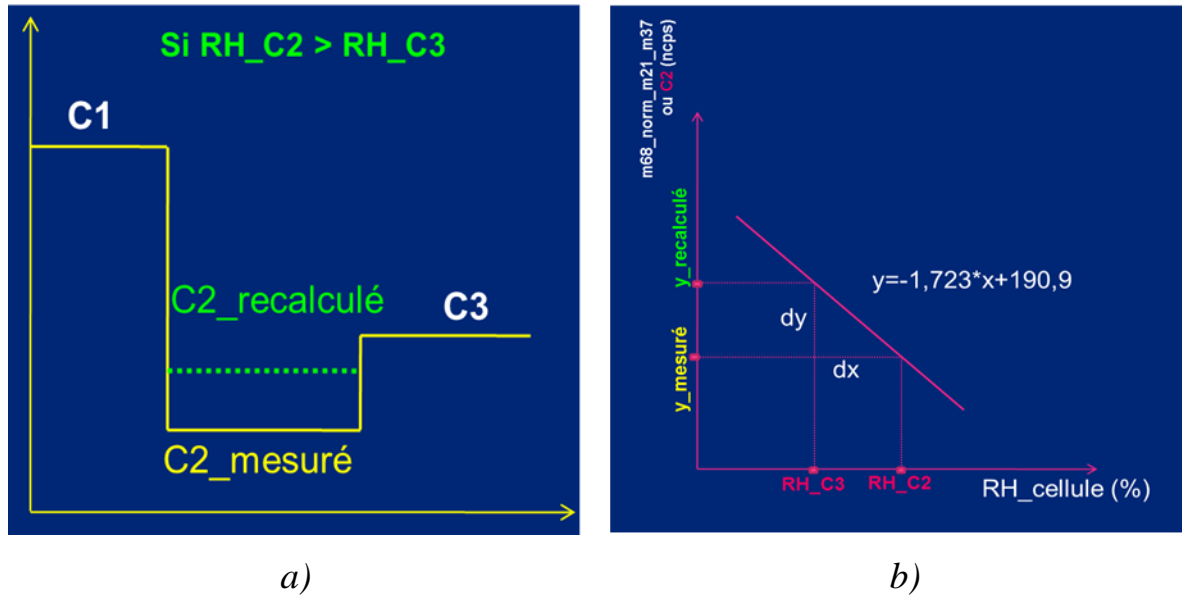 Si RH_C2 > RH_C3
C1
C2_recalculé
C3
C2_mesuré
a)
m68_norm_m21_m37
ou C2 (ncps)
y_recalculé
y_mesuré
y=-1,723*x+190,9
dy
dx
RH_C3
RH_C2
RH_cellule (%)
b)